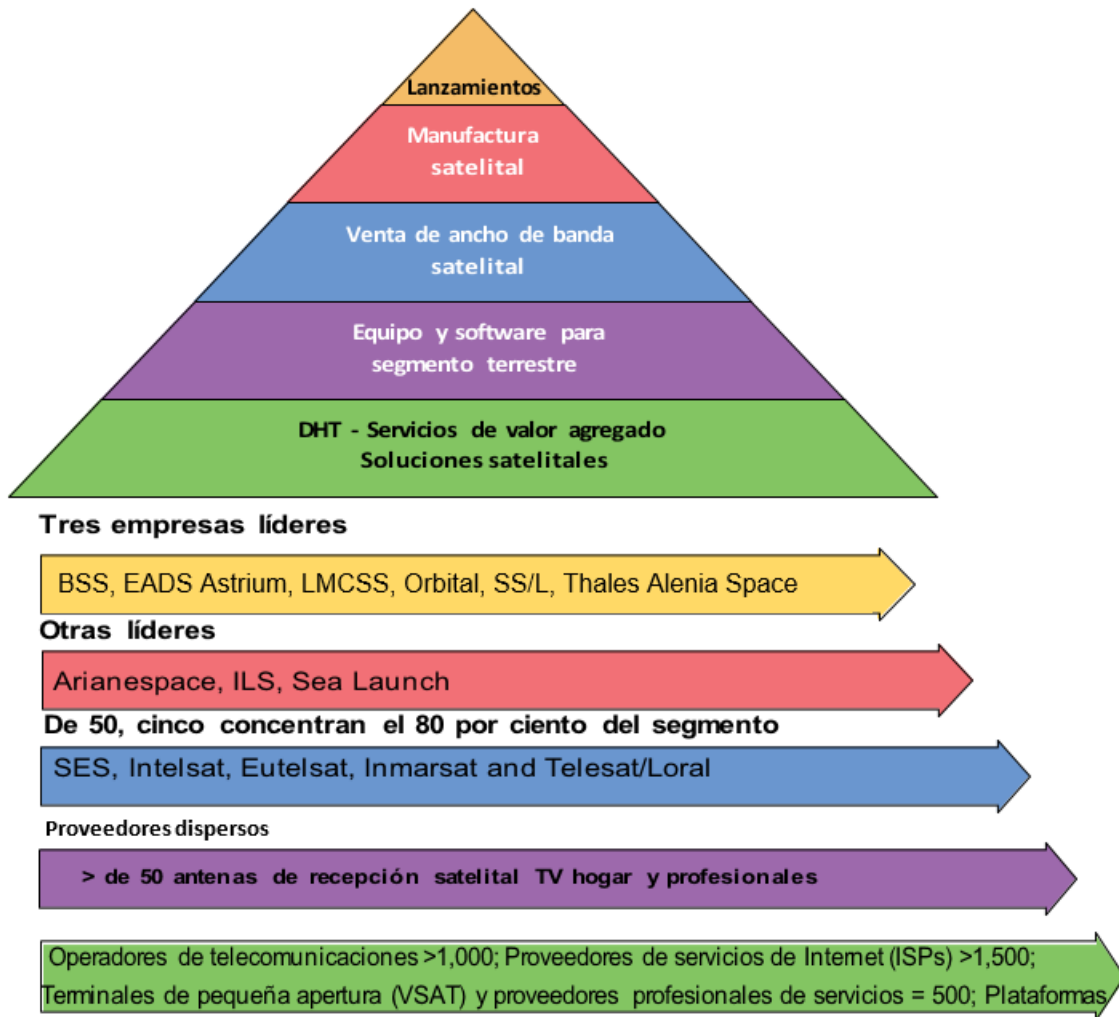 Lanzamientos
Manufactura
satelital
Venta de ancho de banda
satelital
Equipo y software para
segmento terrestre
DHT - Servicios de valor agregado
Soluciones satelitales
Tres empresas líderes
BSS, EADS Astrium, LMCSS, Orbital, SS/L, Thales Alenia Space
Otras líderes
Arianespace, ILS, Sea Launch
De 50, cinco concentran el 80 por ciento del segmento
SES, Intelsat, Eutelsat, Inmarsat and Telesat/Loral
Proveedores dispersos
> de 50 antenas de recepción satelital TV hogar y profesionales
Operadores de telecomunicaciones >1,000; Proveedores de servicios de Internet (ISPs) >1,500;
Terminales de pequeña apertura (VSAT) y proveedores profesionales de servicios = 500; Plataformas